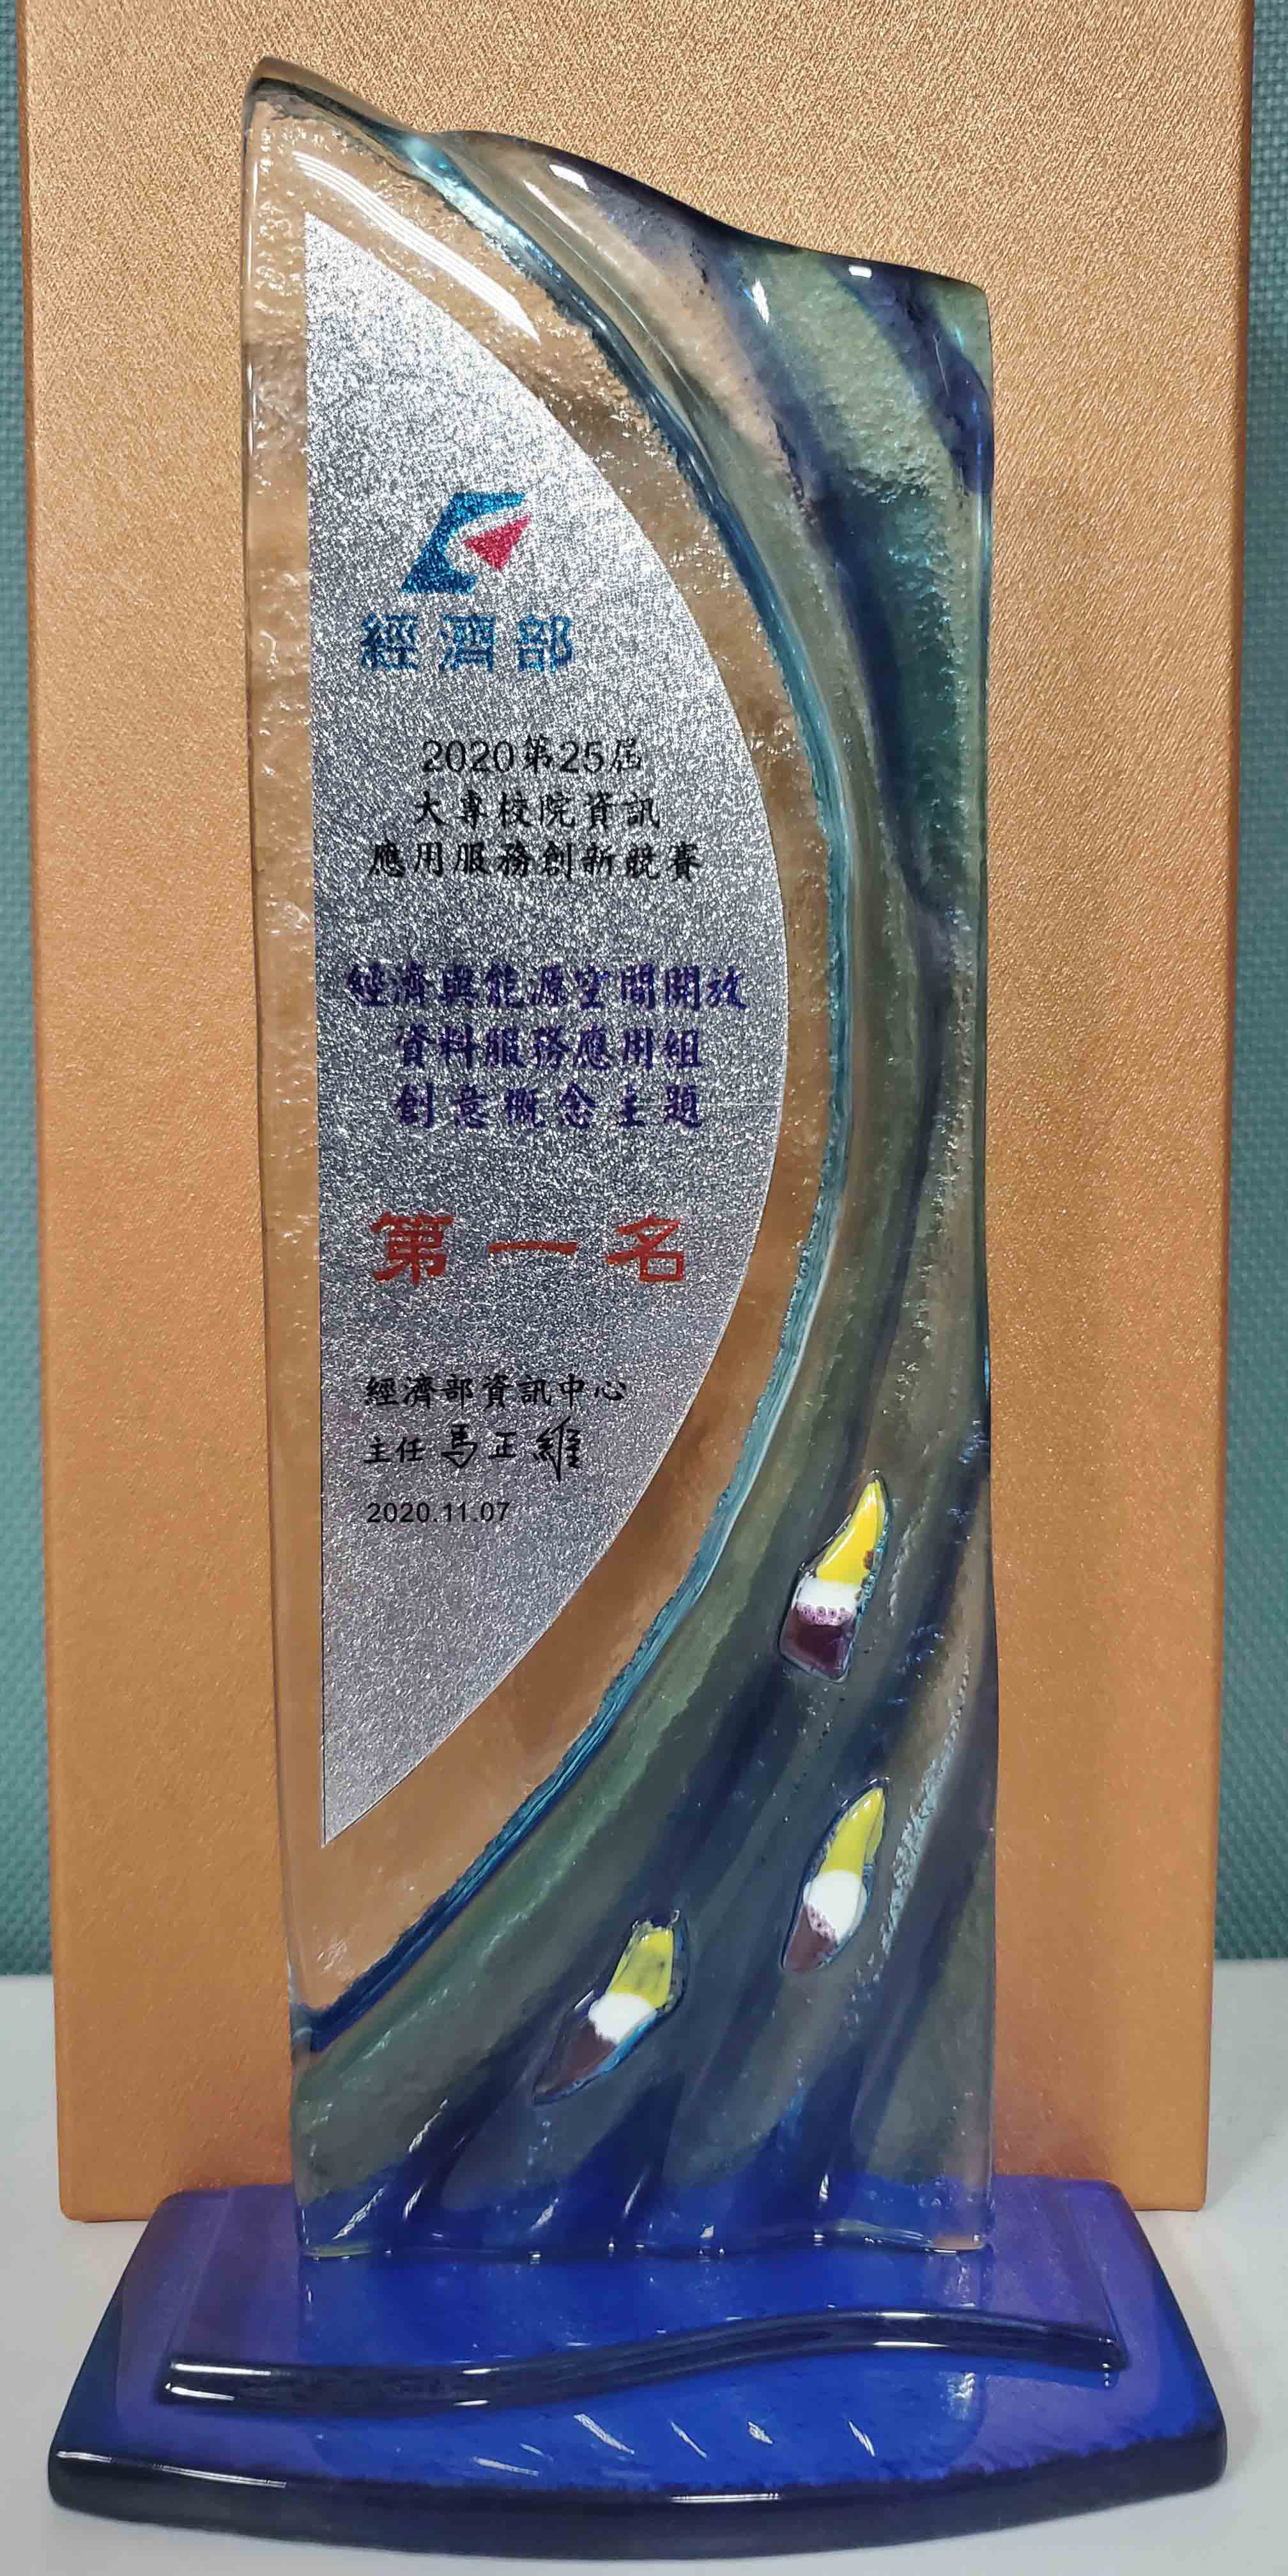 經濟部
2020第25屆
大專校院資訊
應用服務創新競賽
經濟與能源空間開放
資料服務應用組
創意概念主題
第一名
經濟部資訊中心
主任 馬正維
2020.11.07